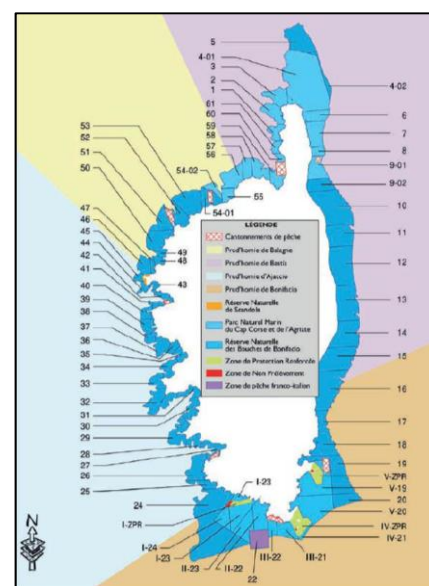 5
4-01
3
2
1
61
60
59
58
57
56
4-02
6
7
8
9-01
9-02
10
11
12
13
14
15
16
17
18
19
V-ZPR
V-19
20
V-20
IV-ZPR
IV-21
53
52
51
50
54-02
55
54-01
47
46
45
44
42
41
39
40
38
37
36
35
34
33
32
31
30
29
28
27
26
25
24
49
48
43
LÉGENDE
Cantonnements de pêche
Prud'homie de Balagne
Prud'homie de Bastia
Prud'homie d'Ajaccio
Prud'homie de Bonifacio
Réserve Naturelle
de Scandola
Parc Naturel Marin
du Cap Corse et de l'Agriate
Réserve Naturelle
des Bouches de Bonifacio
Zone de Protection Renforcée
Zone de Non Prélèvement
Zone de pêche franco-italien
I-23
I-ZPR
I-24
I-23
II-23
II-22
III-22
22
III-21
N